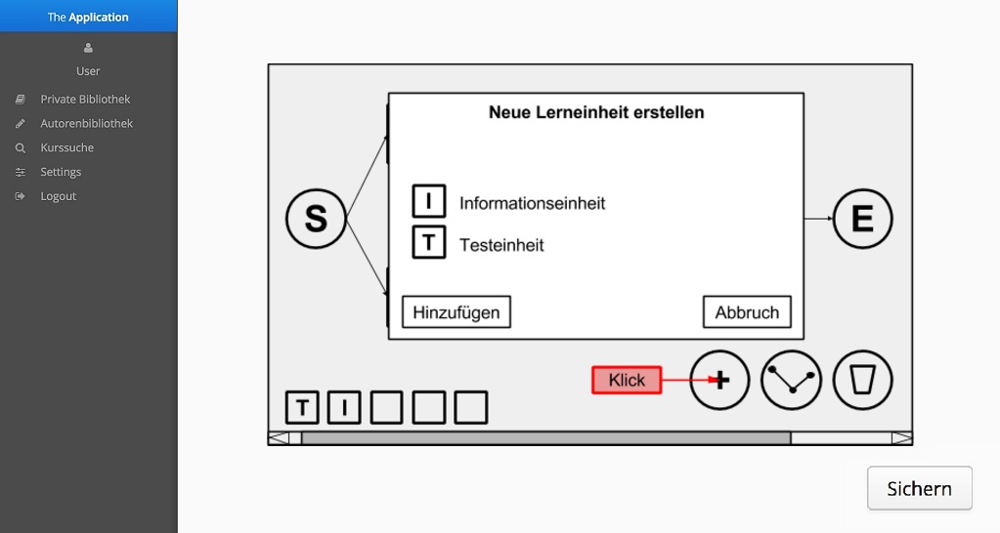 The Application
User
Private Bibliothek
Autorenbibliothek
Kurssuche
Settings
Logout
Neue Lerneinheit erstellen
S
E
I Informationseinheit
T Testeinheit
Hinzufügen Abbruch
Klick +
T I
Sichern